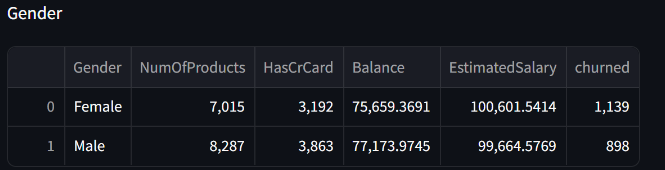 Gender
Gender NumOfProducts HasCrCard Balance EstimatedSalary churned
0 Female 7,015 3,192 75,659.3691 100,601.5414 1,139
1 Male 8,287 3,863 77,173.9745 99,664.5769 898